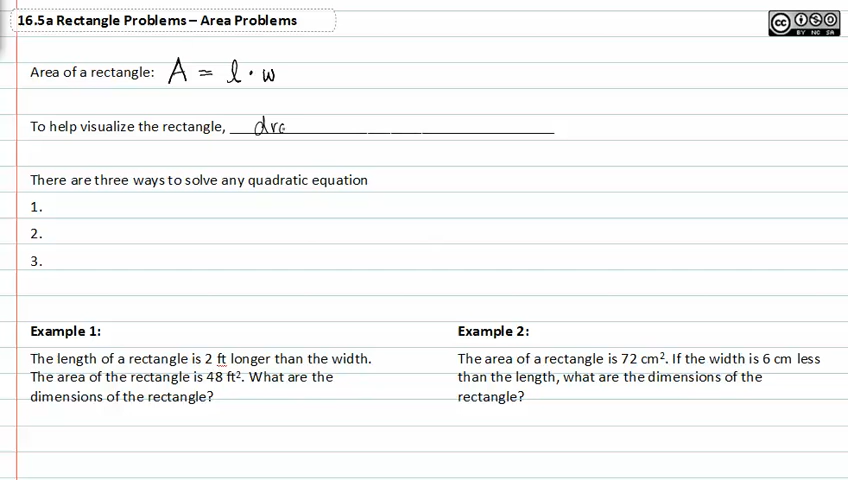 16.5a Rectangle Problems – Area Problems
CC BY NC SA
Area of a rectangle: A = l · w
To help visualize the rectangle, dra
There are three ways to solve any quadratic equation
1.
2.
3.
Example 1:
The length of a rectangle is 2 ft longer than the width.
The area of the rectangle is 48 ft². What are the
dimensions of the rectangle?
Example 2:
The area of a rectangle is 72 cm². If the width is 6 cm less
than the length, what are the dimensions of the
rectangle?